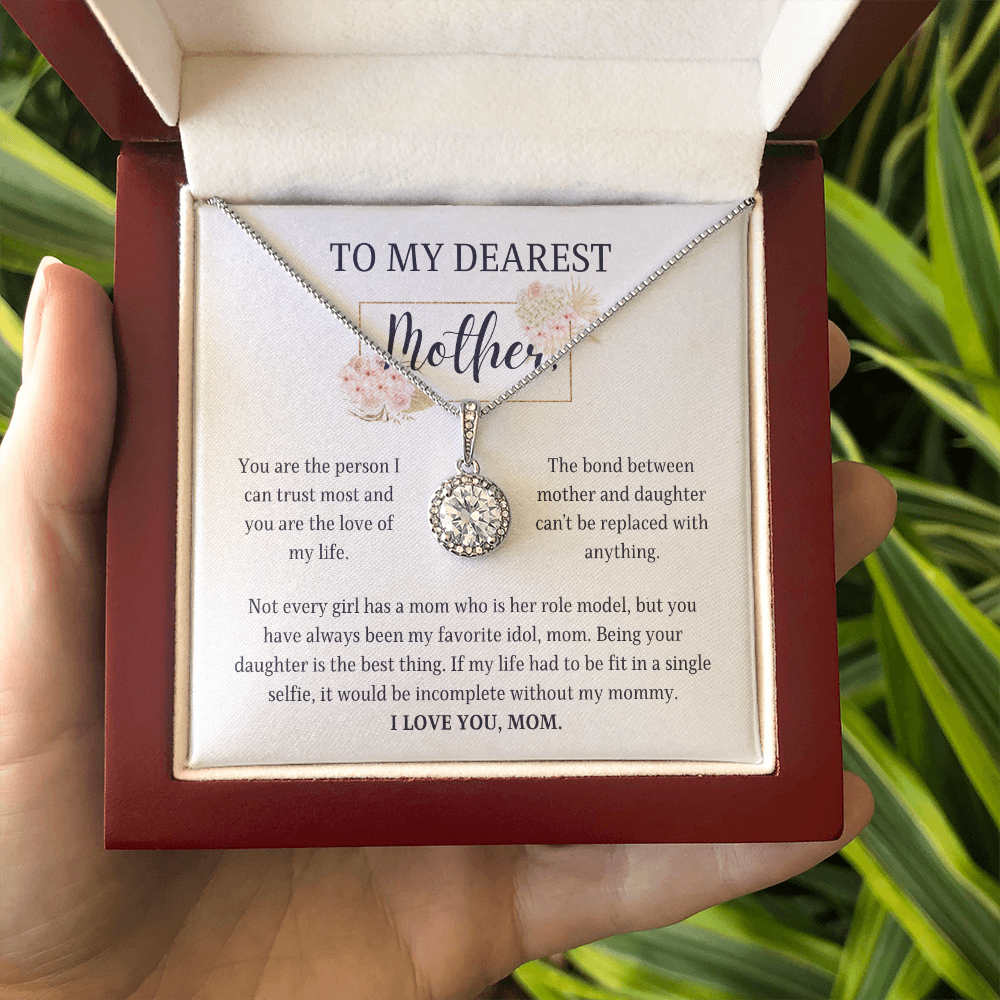 TO MY DEAREST
Mother,
You are the person I
can trust most and
you are the love of
my life.
The bond between
mother and daughter
can't be replaced with
anything.
Not every girl has a mom who is her role model, but you
have always been my favorite idol, mom. Being your
daughter is the best thing. If my life had to be fit in a single
selfie, it would be incomplete without my mommy.
I LOVE YOU, MOM.